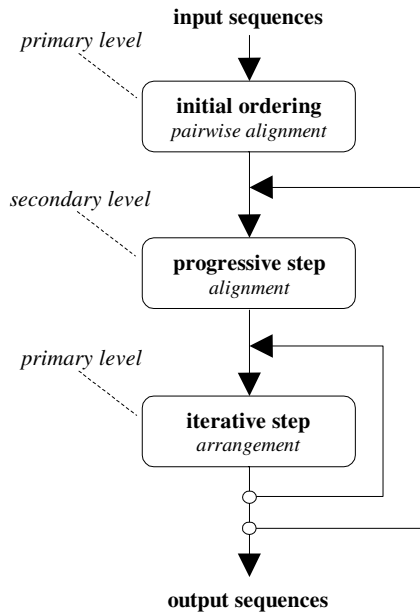 input sequences
primary level
initial ordering
pairwise alignment
secondary level
progressive step
alignment
primary level
iterative step
arrangement
output sequences